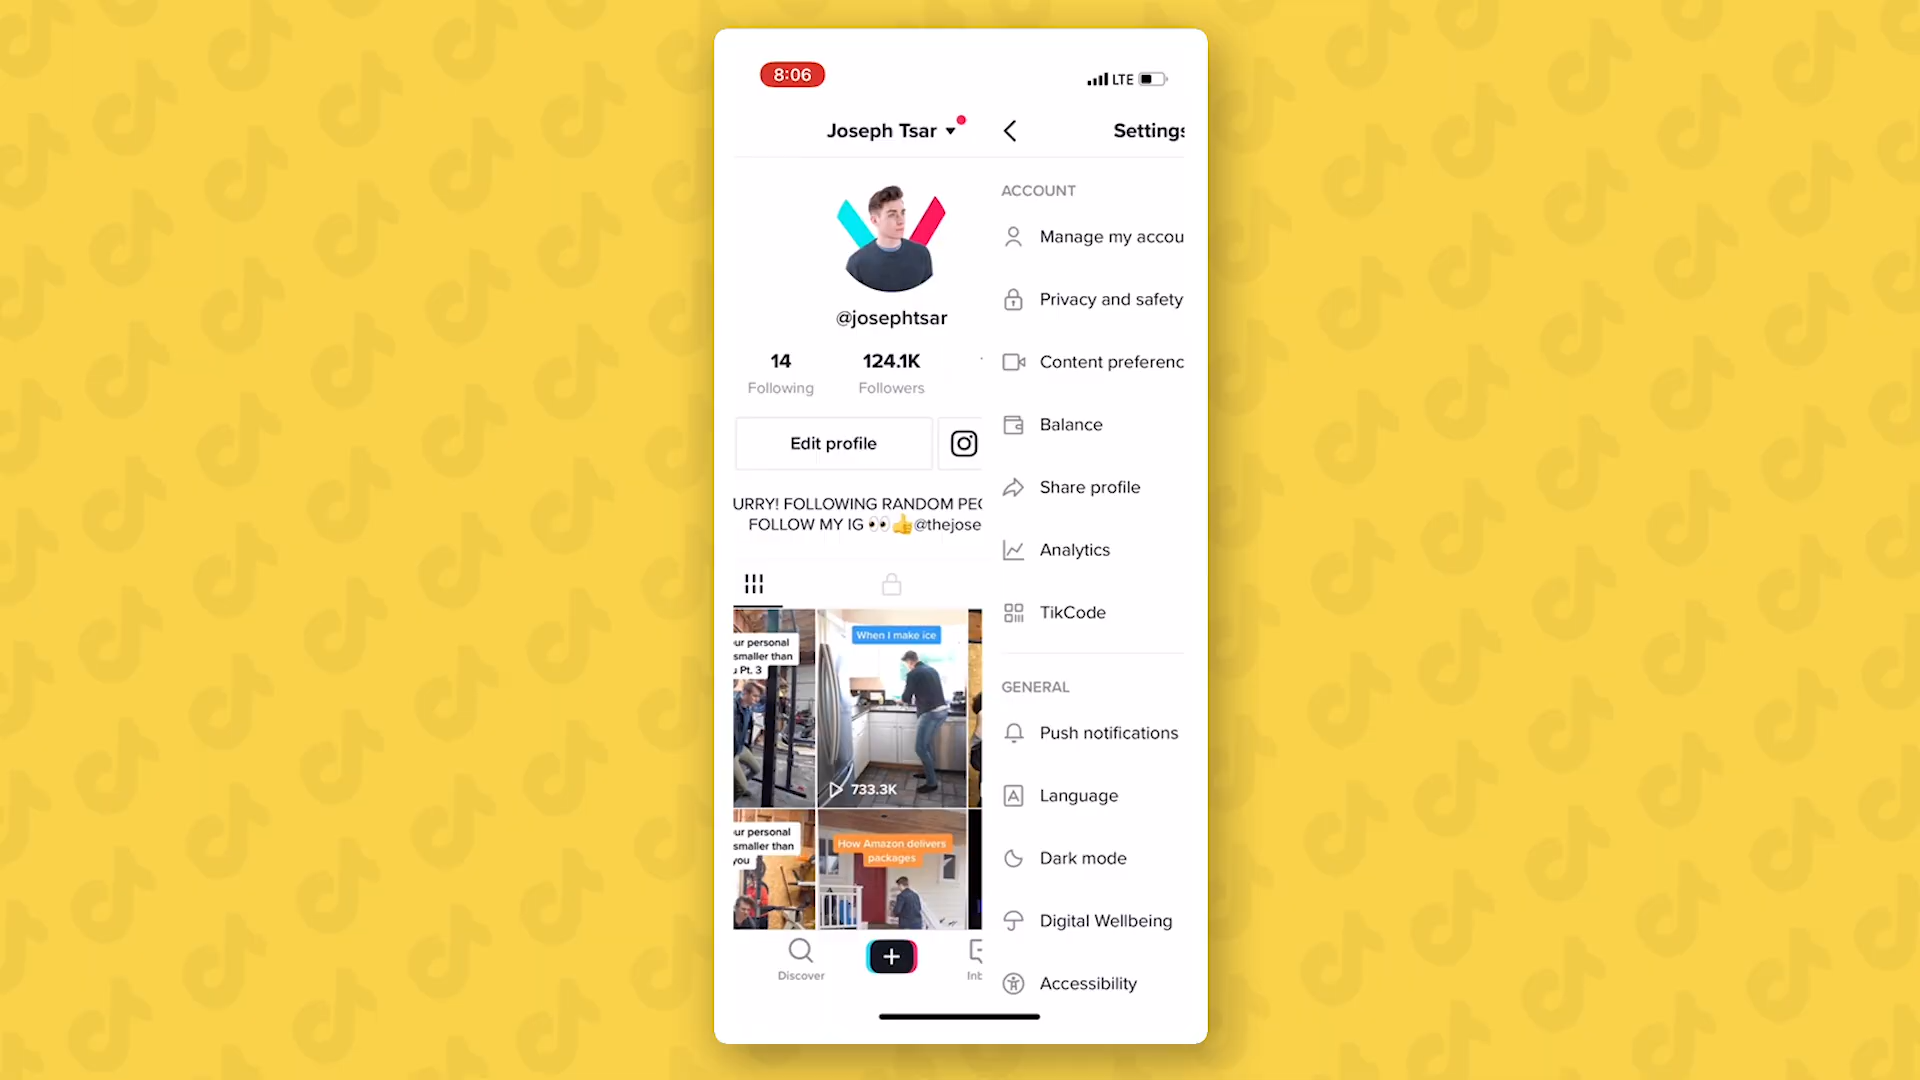 8:06
LTE
Joseph Tsar
@josephtsar
14
124.1K
Following
Followers
Edit profile
URRY! FOLLOWING RANDOM PEO
FOLLOW MY IG 👀👍@thejose
ur personal
smaller than
u Pt. 3
When I make ice
733.3K
ur personal
smaller than
you
How Amazon delivers
packages
Discover
Inb
Settings
ACCOUNT
Manage my accou
Privacy and safety
Content preferenc
Balance
Share profile
Analytics
TikCode
GENERAL
Push notifications
Language
Dark mode
Digital Wellbeing
Accessibility